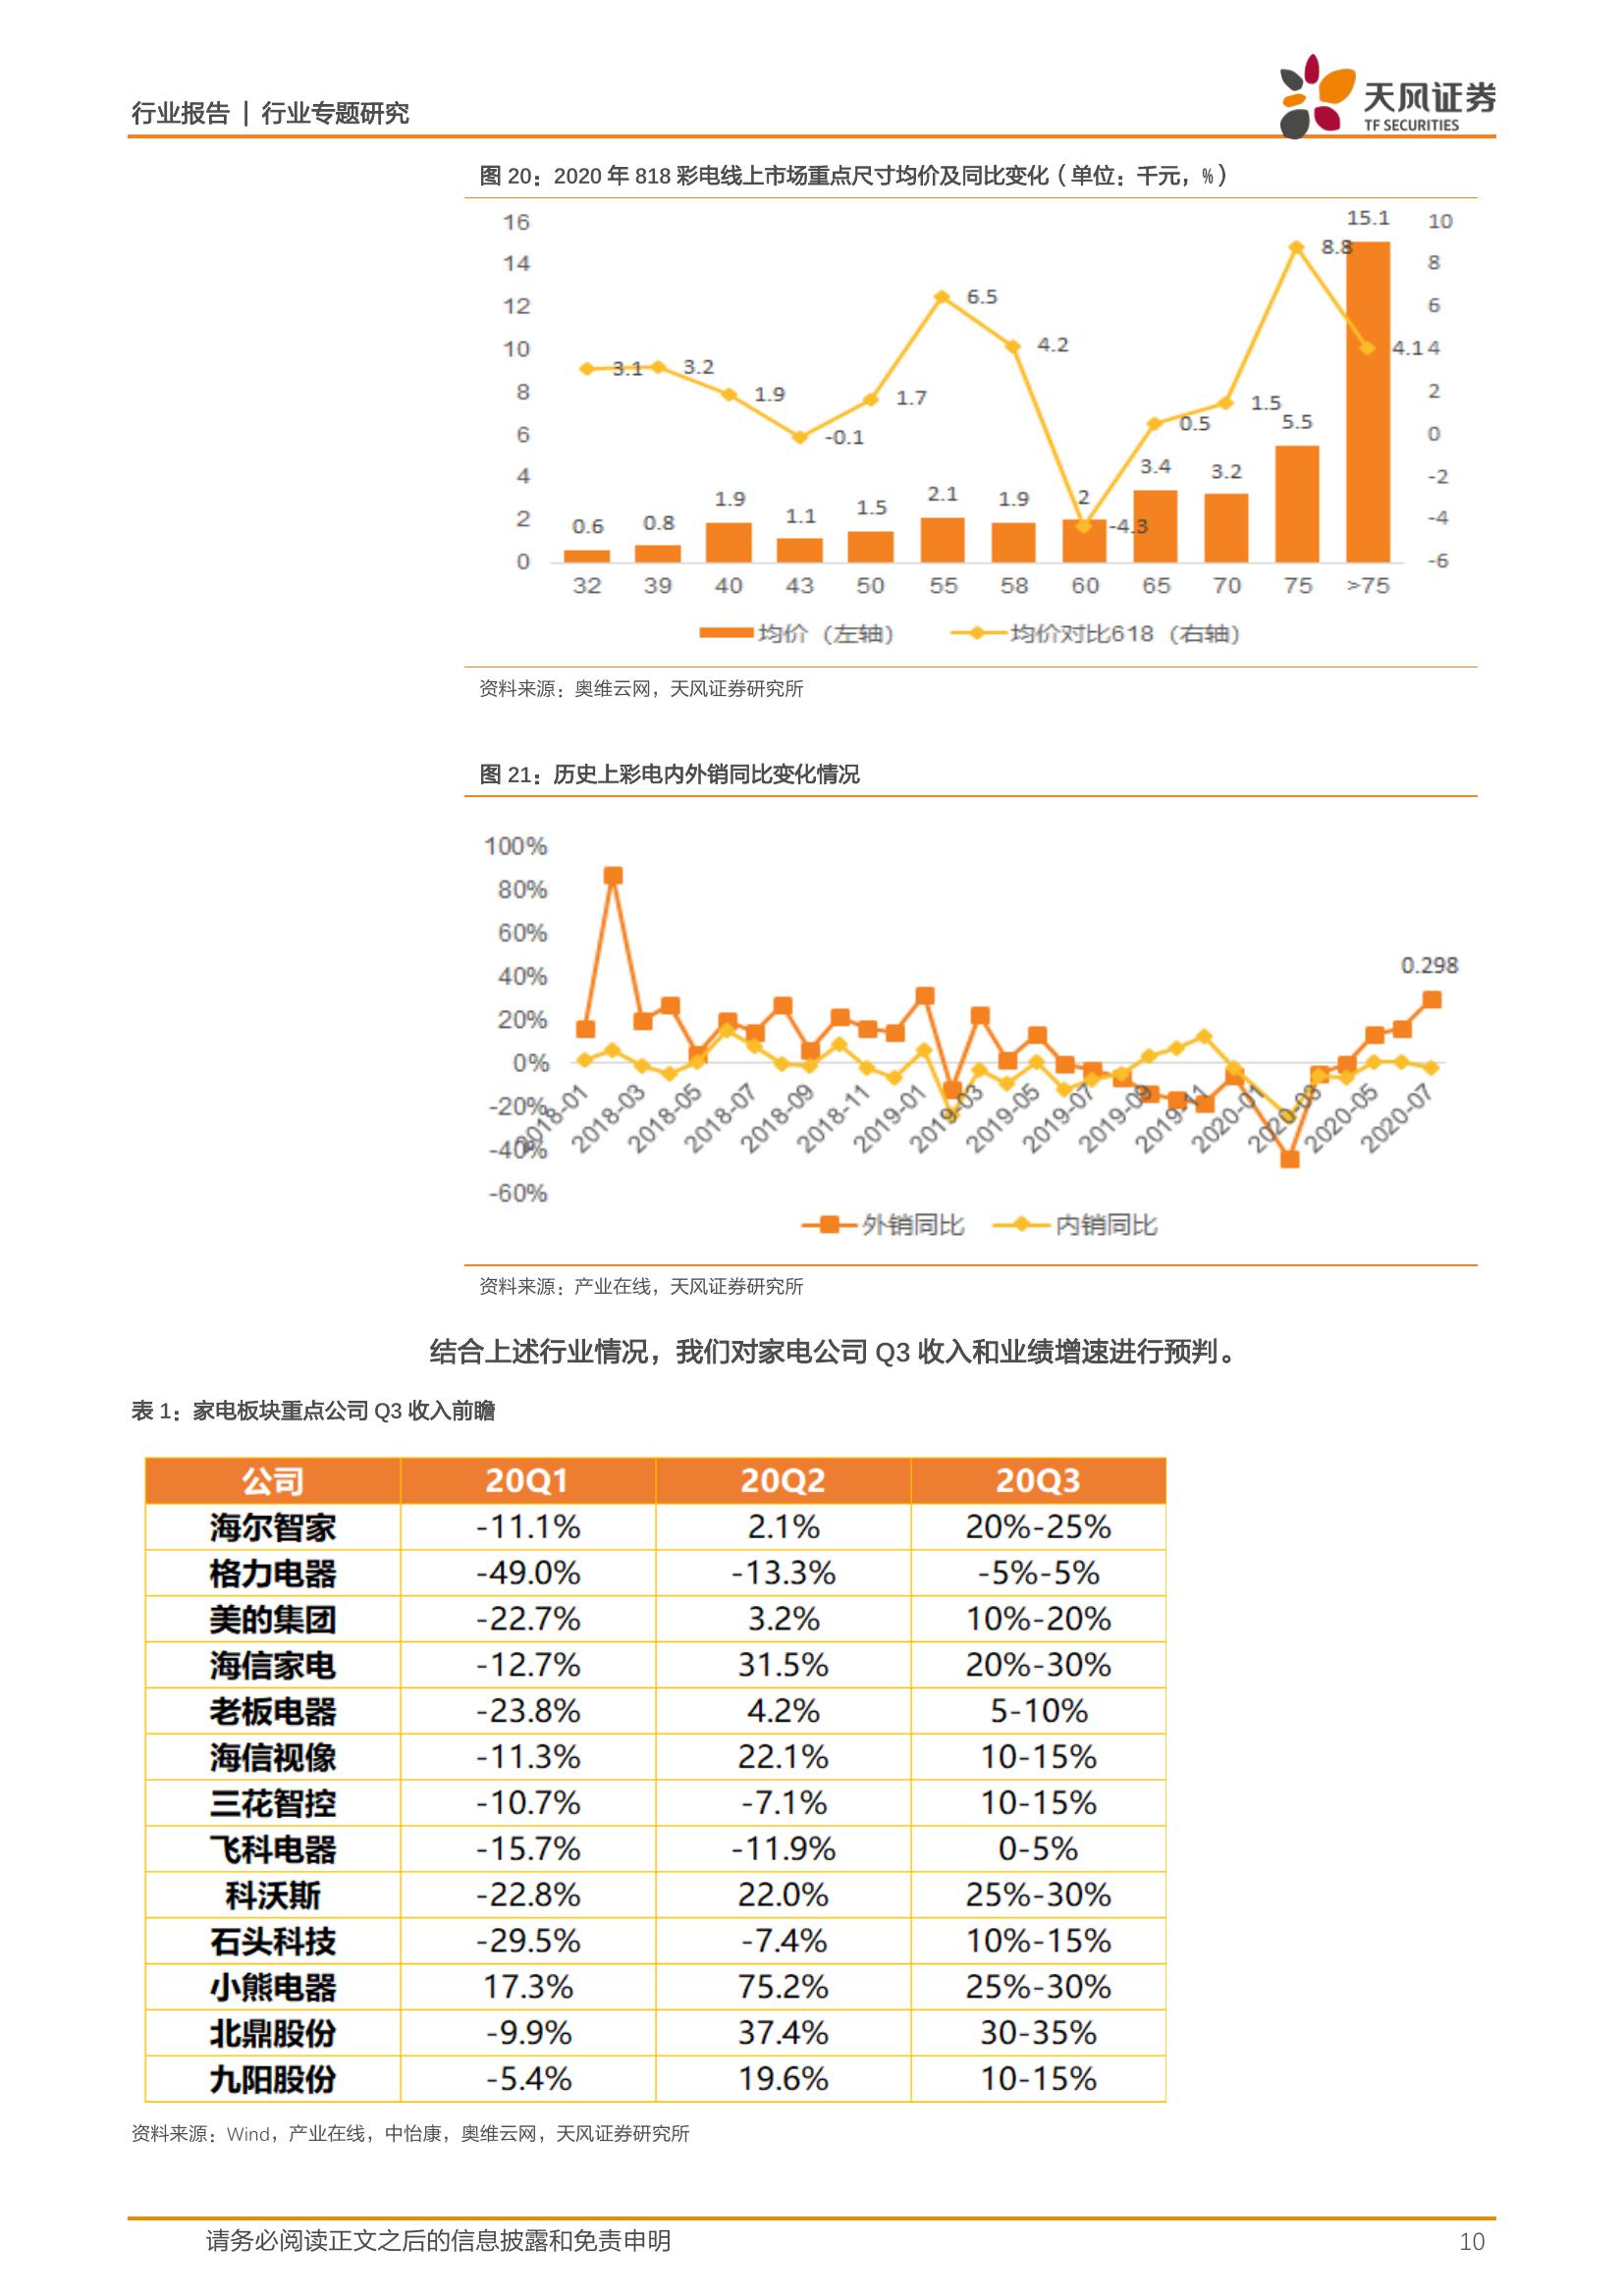 行业报告 | 行业专题研究
天风证券
TF SECURITIES
图 20：2020 年 818 彩电线上市场重点尺寸均价及同比变化（单位：千元，%）
16
14
12
10
8
6
4
2
0
10
8
6
4
2
0
-2
-4
-6
3.1
3.2
1.9
-0.1
1.7
6.5
4.2
-4.3
0.5
1.5
8.8
4.1
0.6
0.8
1.9
1.1
1.5
2.1
1.9
2
3.4
3.2
5.5
15.1
32 39 40 43 50 55 58 60 65 70 75 >75
均价（左轴） 均价对比618（右轴）
资料来源：奥维云网，天风证券研究所
图 21：历史上彩电内外销同比变化情况
100%
80%
60%
40%
20%
0%
-20%
-40%
-60%
0.298
2018-01 2018-03 2018-05 2018-07 2018-09 2018-11 2019-01 2019-03 2019-05 2019-07 2019-09 2019-11 2020-01 2020-03 2020-05 2020-07
外销同比 内销同比
资料来源：产业在线，天风证券研究所
结合上述行业情况，我们对家电公司 Q3 收入和业绩增速进行预判。
表 1：家电板块重点公司 Q3 收入前瞻
公司 20Q1 20Q2 20Q3
海尔智家 -11.1% 2.1% 20%-25%
格力电器 -49.0% -13.3% -5%-5%
美的集团 -22.7% 3.2% 10%-20%
海信家电 -12.7% 31.5% 20%-30%
老板电器 -23.8% 4.2% 5-10%
海信视像 -11.3% 22.1% 10-15%
三花智控 -10.7% -7.1% 10-15%
飞科电器 -15.7% -11.9% 0-5%
科沃斯 -22.8% 22.0% 25%-30%
石头科技 -29.5% -7.4% 10%-15%
小熊电器 17.3% 75.2% 25%-30%
北鼎股份 -9.9% 37.4% 30-35%
九阳股份 -5.4% 19.6% 10-15%
资料来源：Wind，产业在线，中怡康，奥维云网，天风证券研究所
请务必阅读正文之后的信息披露和免责申明
10